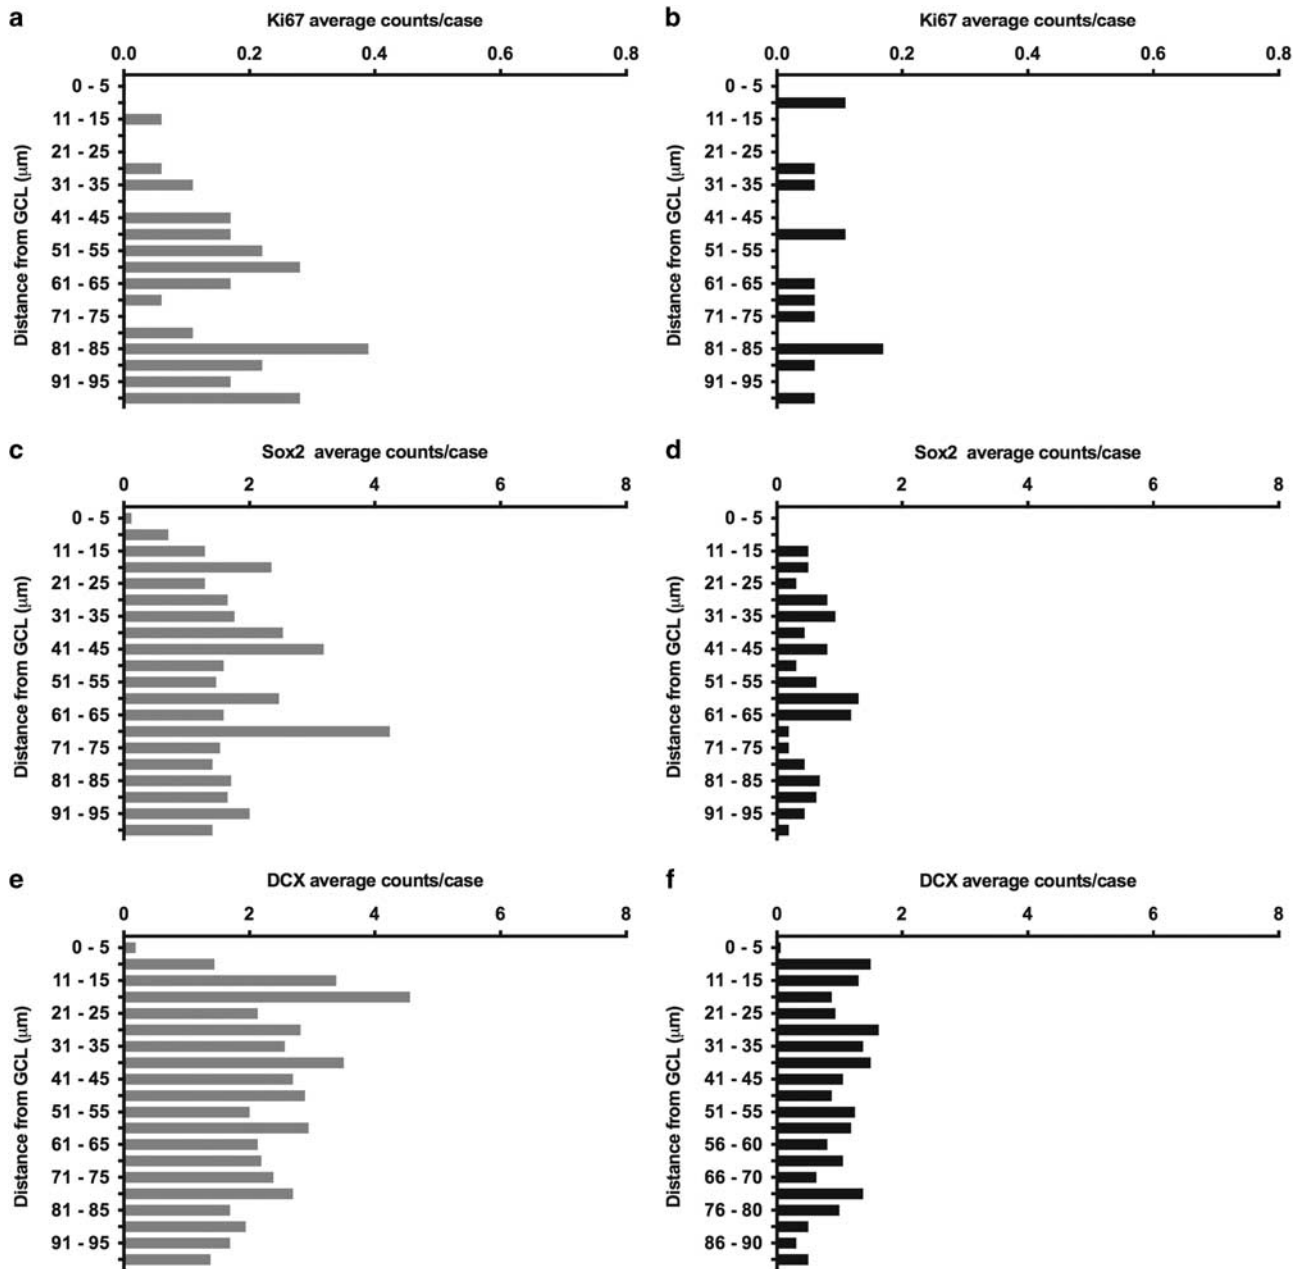 a
Ki67 average counts/case
0.0 0.2 0.4 0.6 0.8
Distance from GCL (μm)
0 - 5
11 - 15
21 - 25
31 - 35
41 - 45
51 - 55
61 - 65
71 - 75
81 - 85
91 - 95
b
Ki67 average counts/case
0.0 0.2 0.4 0.6 0.8
Distance from GCL (μm)
0 - 5
11 - 15
21 - 25
31 - 35
41 - 45
51 - 55
61 - 65
71 - 75
81 - 85
91 - 95
c
Sox2 average counts/case
0 2 4 6 8
Distance from GCL (μm)
0 - 5
11 - 15
21 - 25
31 - 35
41 - 45
51 - 55
61 - 65
71 - 75
81 - 85
91 - 95
d
Sox2 average counts/case
0 2 4 6 8
Distance from GCL (μm)
0 - 5
11 - 15
21 - 25
31 - 35
41 - 45
51 - 55
61 - 65
71 - 75
81 - 85
91 - 95
e
DCX average counts/case
0 2 4 6 8
Distance from GCL (μm)
0 - 5
11 - 15
21 - 25
31 - 35
41 - 45
51 - 55
61 - 65
71 - 75
81 - 85
91 - 95
f
DCX average counts/case
0 2 4 6 8
Distance from GCL (μm)
0 - 5
11 - 15
21 - 25
31 - 35
41 - 45
51 - 55
56 - 60
66 - 70
76 - 80
86 - 90